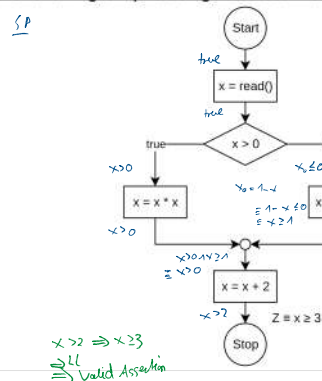 SP
Start
true
x = read()
true
true
x > 0
x>0
x₀≤0
x₀=1-x
≡ 1-x ≤0
≡ x≥1
x = x * x
x
x>0
x>0 ∨ x≥1
≡ x>0
x = x + 2
x>2
Z ≡ x ≥ 3
Stop
x>2 ⟹ x≥3
⟹ Valid Assertion